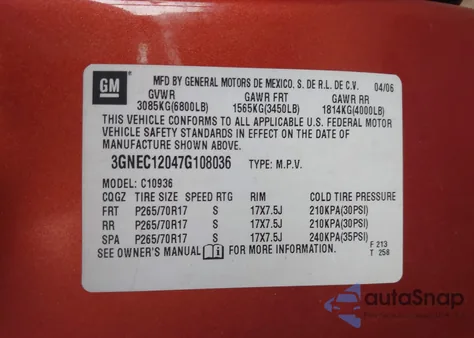 GM
MFD BY GENERAL MOTORS DE MEXICO, S. DE R.L. DE C.V. 04/06
GVWR GAWR FRT GAWR RR
3085KG(6800LB) 1565KG(3450LB) 1814KG(4000LB)
THIS VEHICLE CONFORMS TO ALL APPLICABLE U.S. FEDERAL MOTOR
VEHICLE SAFETY STANDARDS IN EFFECT ON THE DATE OF
MANUFACTURE SHOWN ABOVE.
3GNEC12047G108036 TYPE: M.P.V.
MODEL: C10936
CQGZ TIRE SIZE SPEED RTG RIM COLD TIRE PRESSURE
FRT P265/70R17 S 17X7.5J 210KPA(30PSI)
RR P265/70R17 S 17X7.5J 210KPA(30PSI)
SPA P265/70R17 S 17X7.5J 240KPA(35PSI)
SEE OWNER'S MANUAL FOR MORE INFORMATION. F 213
T 258
autaSnap